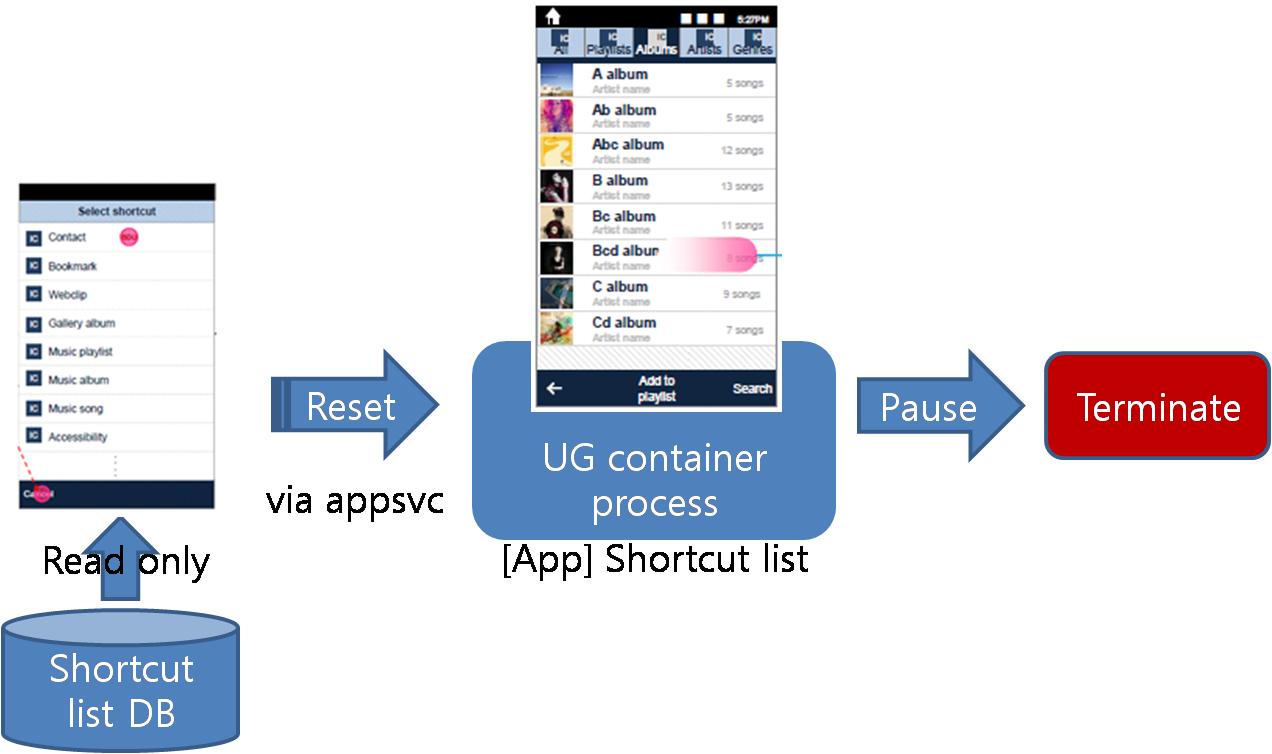 Select shortcut
IC Contact
IC Bookmark
IC Webclip
IC Gallery album
IC Music playlist
IC Music album
IC Music song
IC Accessibility
Cancel
Read only
Shortcut
list DB
Reset
via appsvc
5:27PM
IC IC IC IC IC
All Playlists Albums Artists Genres
A album
Artist name
5 songs
Ab album
Artist name
5 songs
Abc album
Artist name
12 songs
B album
Artist name
13 songs
Bc album
Artist name
11 songs
Bcd album
Artist name
8 songs
C album
Artist name
9 songs
Cd album
Artist name
7 songs
Add to
playlist
Search
UG container
process
[App] Shortcut list
Pause
Terminate